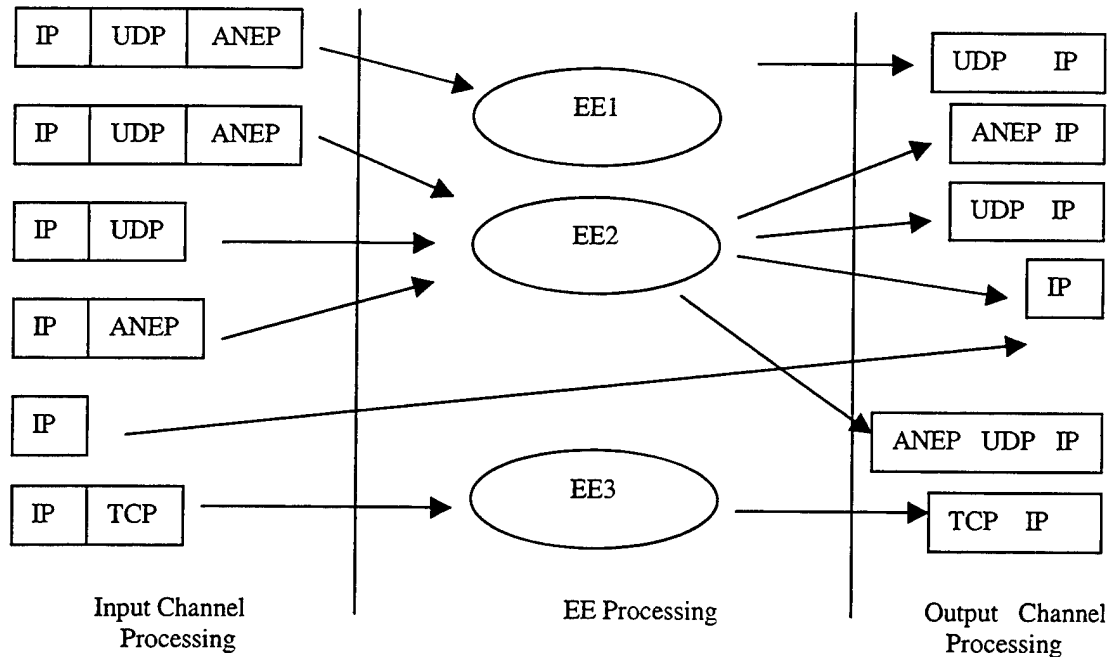 IP UDP ANEP
IP UDP ANEP
IP UDP
IP ANEP
IP
IP TCP
EE1
EE2
EE3
UDP IP
ANEP IP
UDP IP
IP
ANEP UDP IP
TCP IP
Input Channel
Processing
EE Processing
Output Channel
Processing